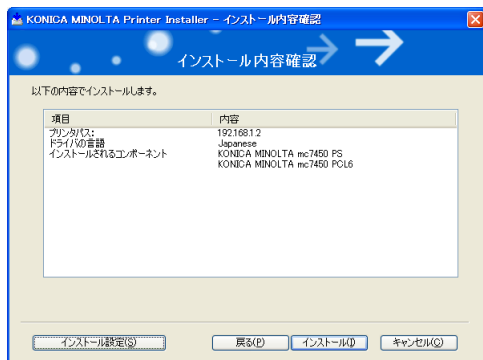 KONICA MINOLTA Printer Installer - インストール内容確認
インストール内容確認
以下の内容でインストールします。
項目 内容
プリンタパス: 192.168.1.2
ドライバの言語 Japanese
インストールされるコンポーネント KONICA MINOLTA mc7450 PS
KONICA MINOLTA mc7450 PCL6
インストール設定(S) 戻る(P) インストール(I) キャンセル(C)